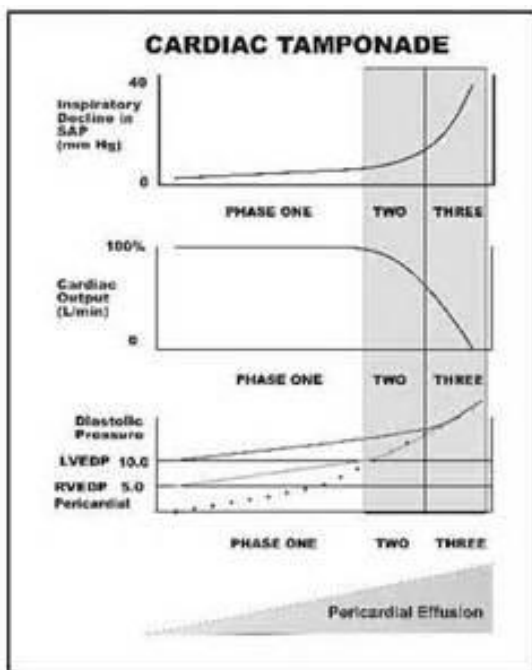 CARDIAC TAMPONADE
40
Inspiratory
Decline in
SAP
(mm Hg)
0
PHASE ONE TWO THREE
100%
Cardiac
Output
(L/min)
0
PHASE ONE TWO THREE
Diastolic
Pressure
LVEDP 10.0
RVEDP 5.0
Pericardial
PHASE ONE TWO THREE
Pericardial Effusion